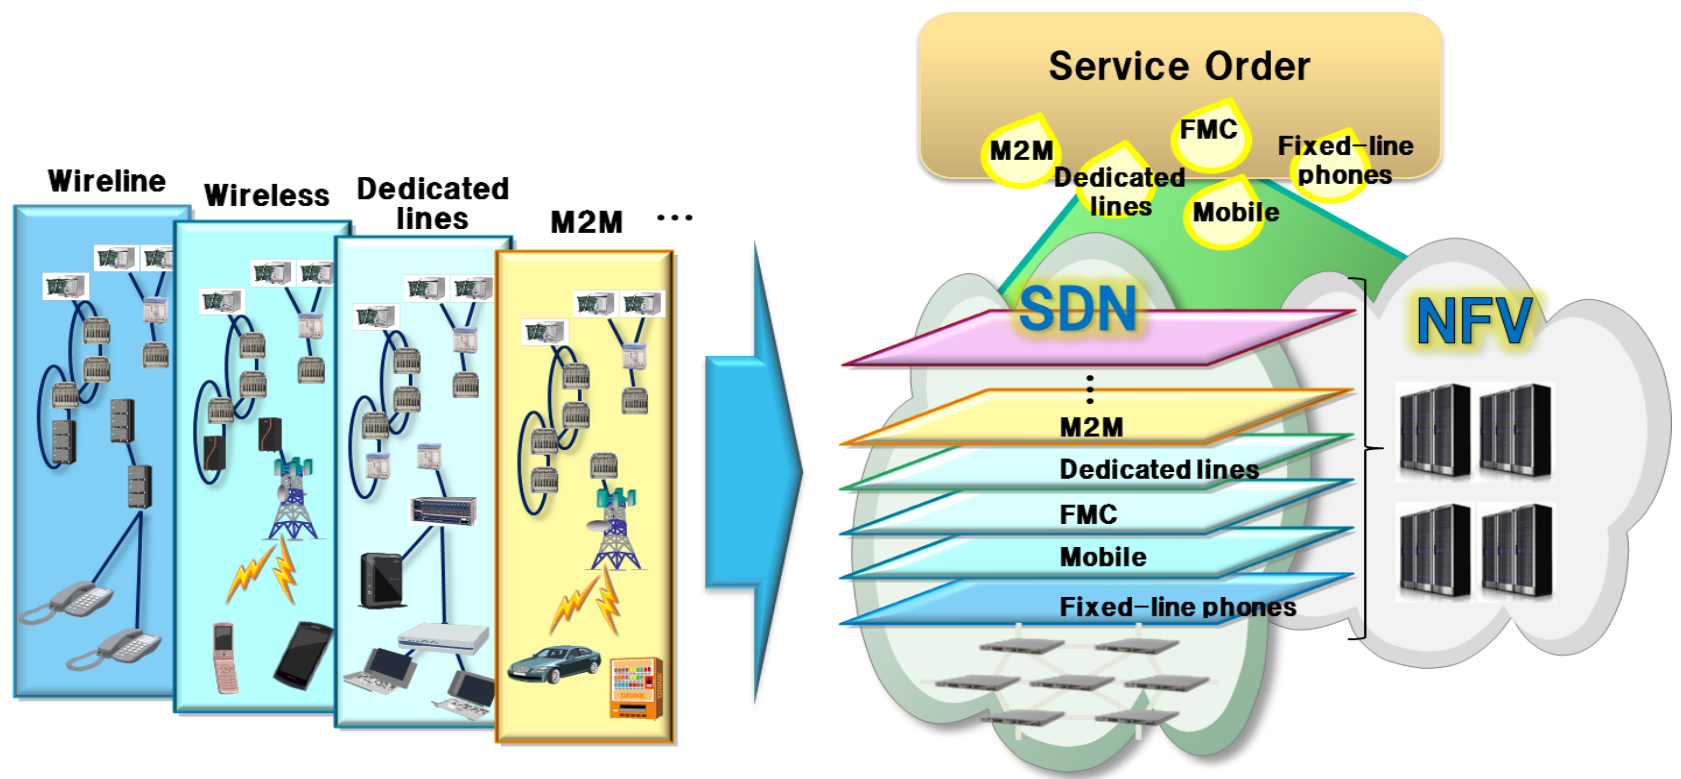 Wireline
Wireless
Dedicated
lines
M2M
...
DRINK
Service Order
M2M
Dedicated
lines
FMC
Mobile
Fixed-line
phones
SDN
NFV
⋮
M2M
Dedicated lines
FMC
Mobile
Fixed-line phones